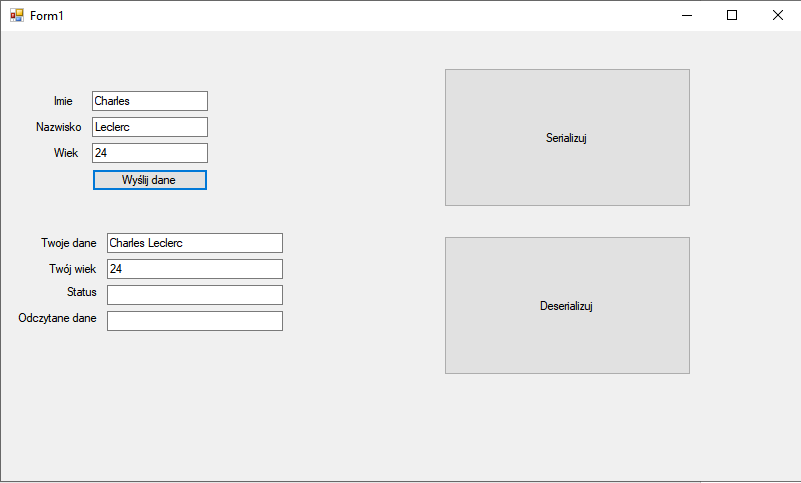 Form1
Imie Charles
Nazwisko Leclerc
Wiek 24
Wyślij dane
Twoje dane Charles Leclerc
Twój wiek 24
Status
Odczytane dane
Serializuj
Deserializuj